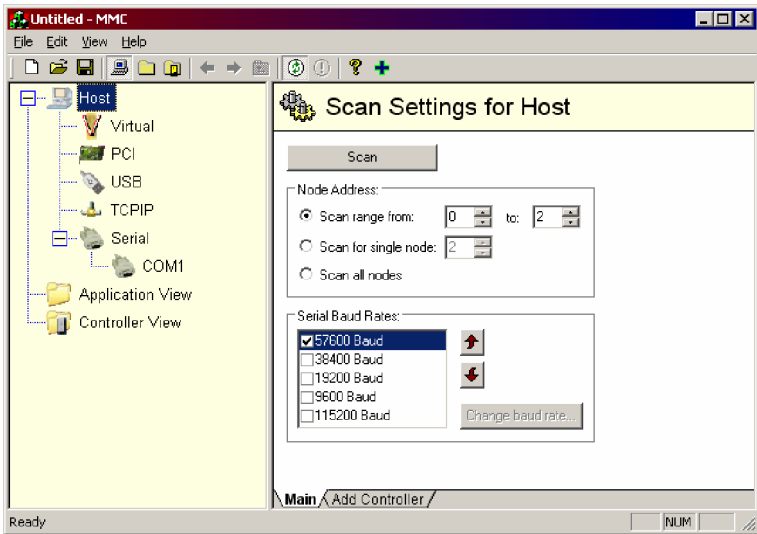 Untitled - MMC
File Edit View Help
Host
Virtual
PCI
USB
TCPIP
Serial
COM1
Application View
Controller View
Scan Settings for Host
Scan
Node Address:
Scan range from: 0 to: 2
Scan for single node: 2
Scan all nodes
Serial Baud Rates:
57600 Baud
38400 Baud
19200 Baud
9600 Baud
115200 Baud
Change baud rate...
Main Add Controller
Ready NUM